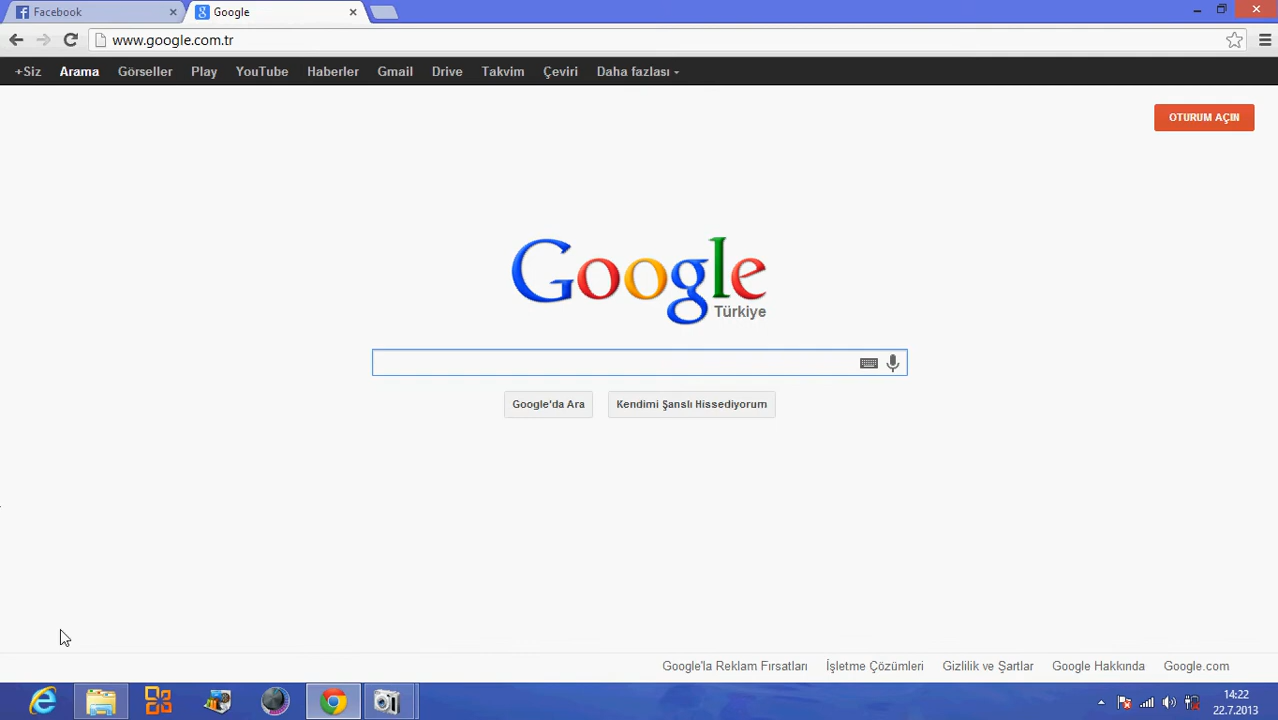 Facebook
Google
www.google.com.tr
+Siz Arama Görseller Play YouTube Haberler Gmail Drive Takvim Çeviri Daha fazlası
OTURUM AÇIN
Google
Türkiye
Google'da Ara Kendimi Şanslı Hissediyorum
Google'la Reklam Fırsatları İşletme Çözümleri Gizlilik ve Şartlar Google Hakkında Google.com
14:22
22.7.2013